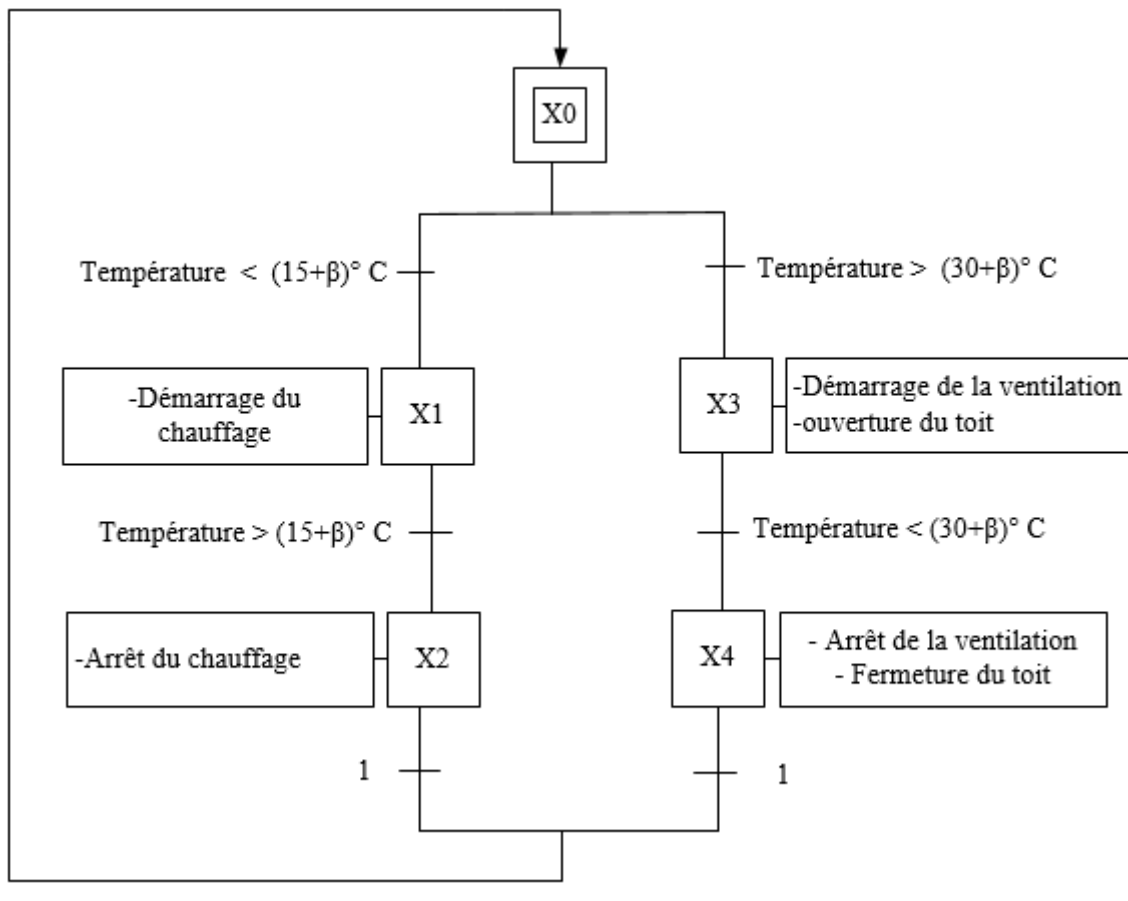 X0
Température < (15+β)° C
Température > (30+β)° C
-Démarrage du
chauffage
X1
X3
-Démarrage de la ventilation
-ouverture du toit
Température > (15+β)° C
Température < (30+β)° C
-Arrêt du chauffage
X2
X4
- Arrêt de la ventilation
- Fermeture du toit
1
1